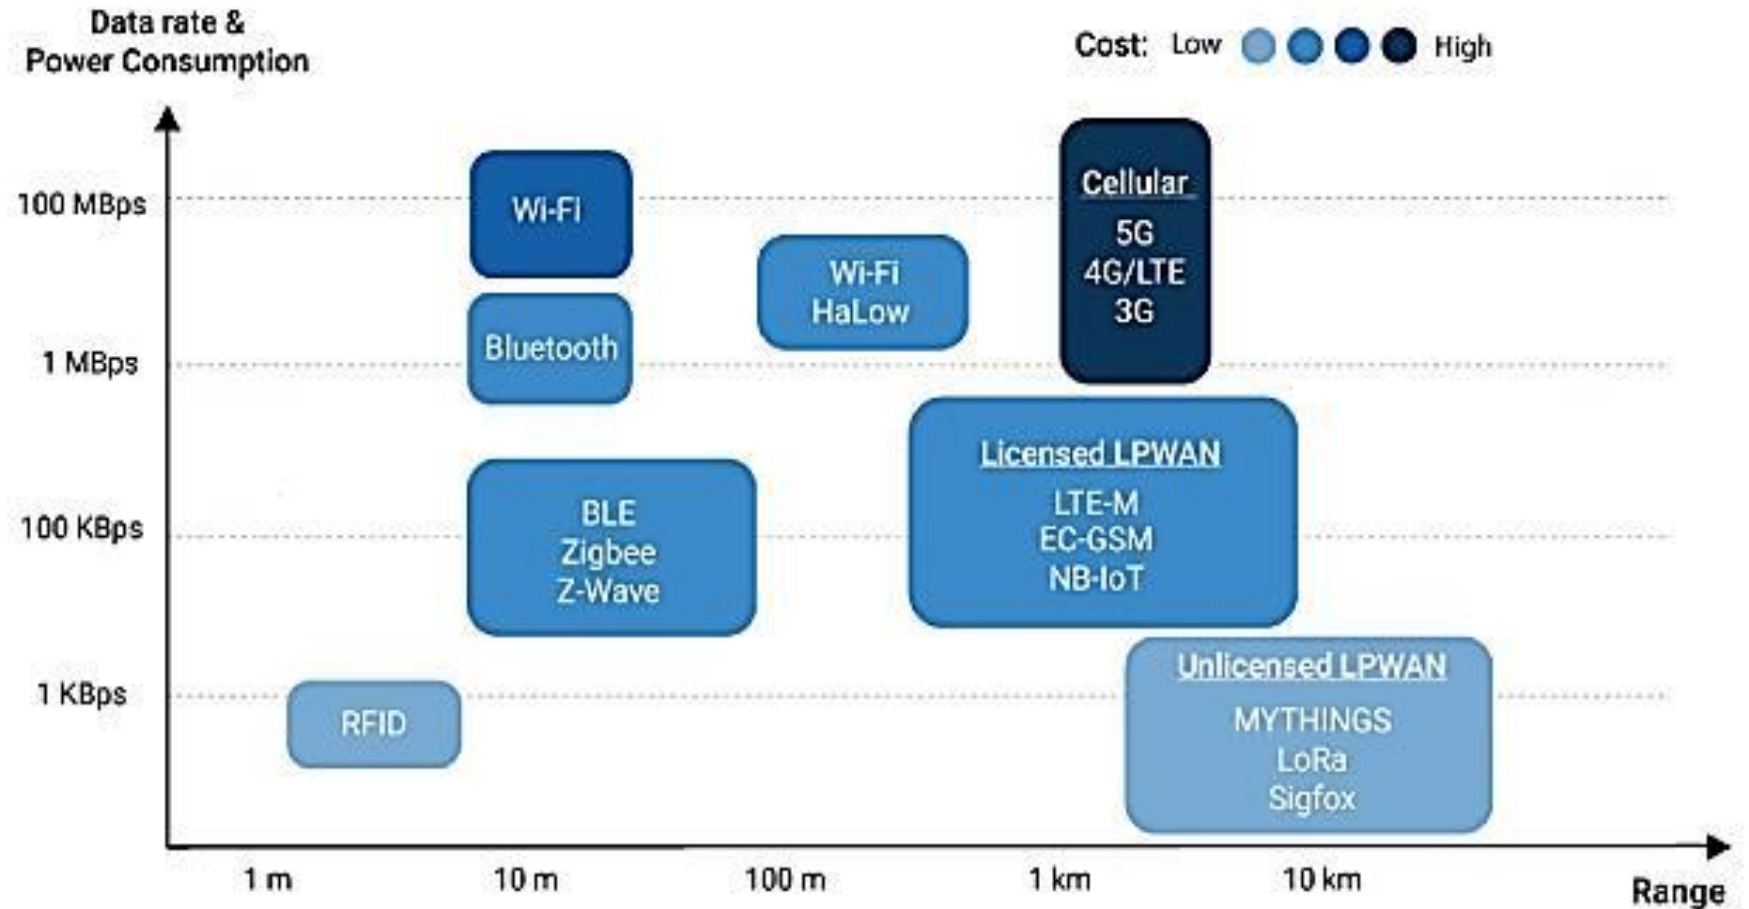 Data rate &
Power Consumption
Cost: Low High
100 MBps
1 MBps
100 KBps
1 KBps
Wi-Fi
Bluetooth
Wi-Fi
HaLow
Cellular
5G
4G/LTE
3G
BLE
Zigbee
Z-Wave
Licensed LPWAN
LTE-M
EC-GSM
NB-IoT
RFID
Unlicensed LPWAN
MYTHINGS
LoRa
Sigfox
1 m
10 m
100 m
1 km
10 km
Range